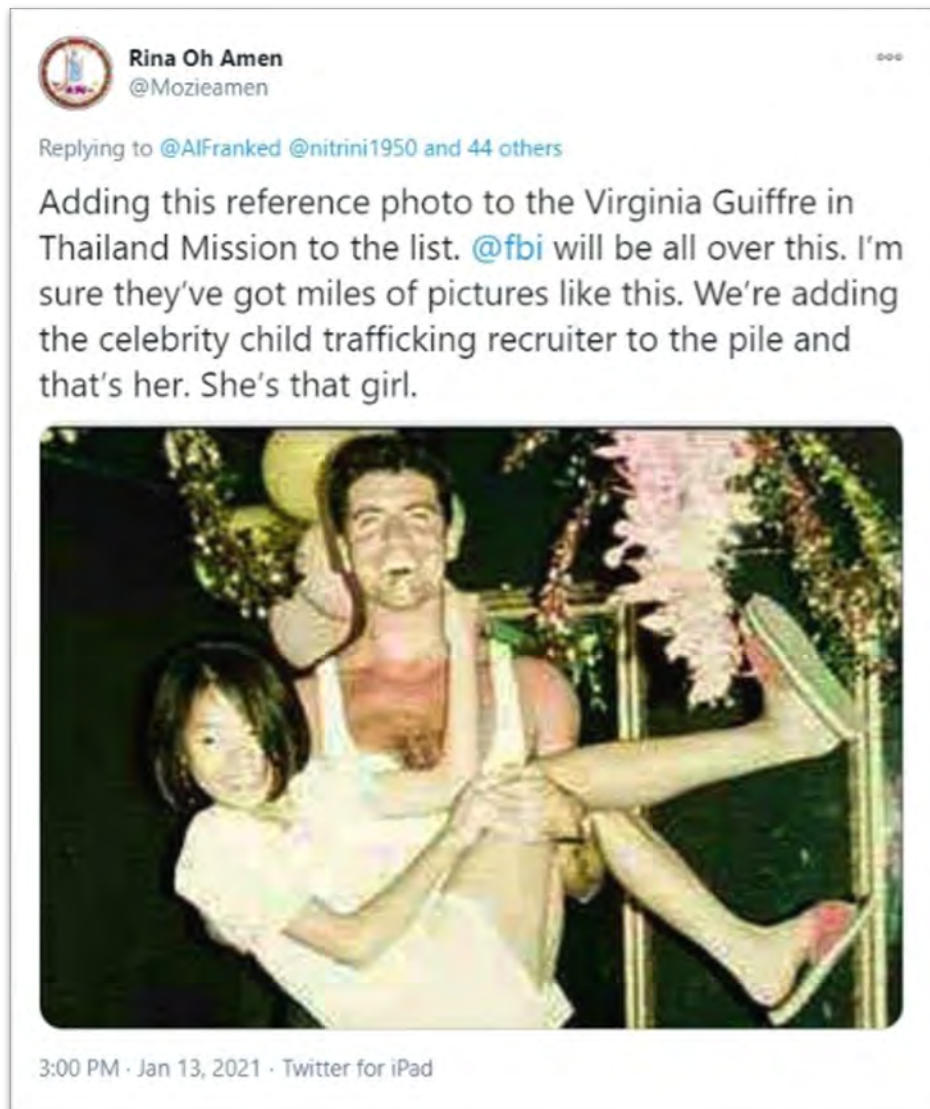 Rina Oh Amen
@Mozieamen
Replying to @AlFranked @nitrini1950 and 44 others
Adding this reference photo to the Virginia Guiffre in
Thailand Mission to the list. @fbi will be all over this. I'm
sure they've got miles of pictures like this. We're adding
the celebrity child trafficking recruiter to the pile and
that's her. She's that girl.
3:00 PM · Jan 13, 2021 · Twitter for iPad